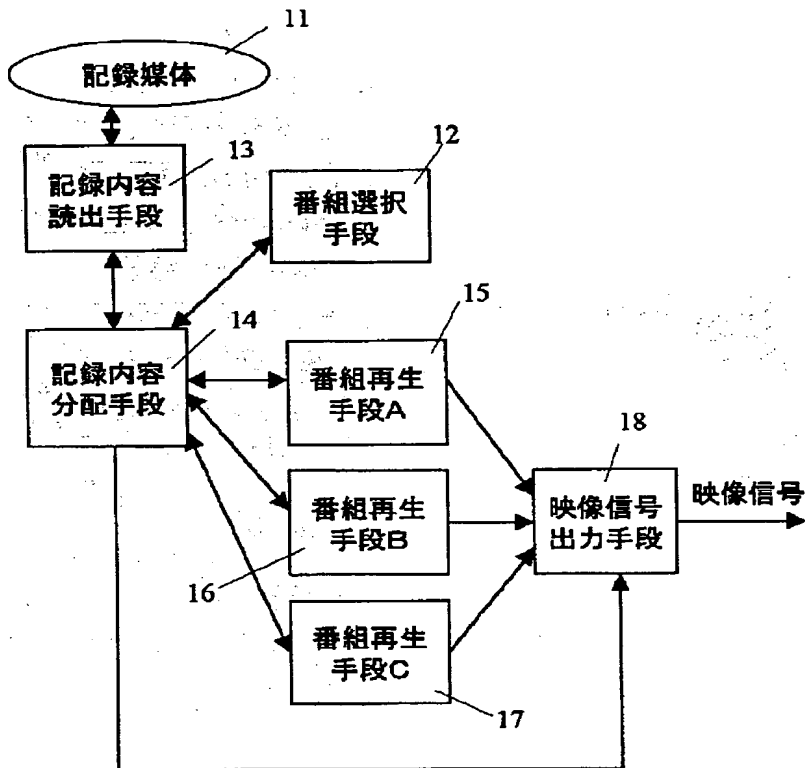 11
記録媒体
13
記録内容
読出手段
12
番組選択
手段
14
記録内容
分配手段
15
番組再生
手段A
16
番組再生
手段B
17
番組再生
手段C
18
映像信号
出力手段
映像信号